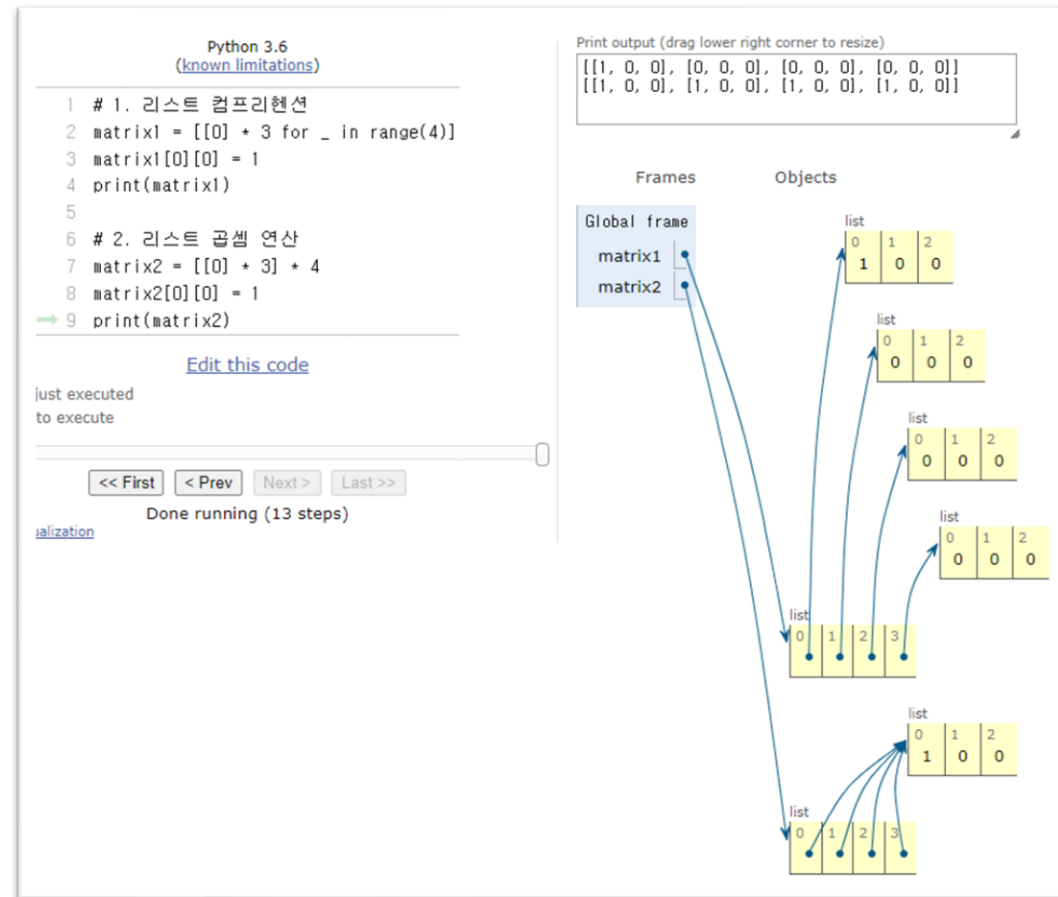 Python 3.6
(known limitations)
1 # 1. 리스트 컴프리헨션
2 matrix1 = [[0] * 3 for _ in range(4)]
3 matrix1[0][0] = 1
4 print(matrix1)
5
6 # 2. 리스트 곱셈 연산
7 matrix2 = [[0] * 3] * 4
8 matrix2[0][0] = 1
9 print(matrix2)
Edit this code
just executed
to execute
<< First < Prev Next > Last >>
Done running (13 steps)
ualization
Print output (drag lower right corner to resize)
[[1, 0, 0], [0, 0, 0], [0, 0, 0], [0, 0, 0]]
[[1, 0, 0], [1, 0, 0], [1, 0, 0], [1, 0, 0]]
Frames Objects
Global frame
matrix1
matrix2
list
0 1 2
1 0 0
list
0 1 2
0 0 0
list
0 1 2
0 0 0
list
0 1 2
0 0 0
list
0 1 2 3
list
0 1 2
1 0 0
list
0 1 2 3